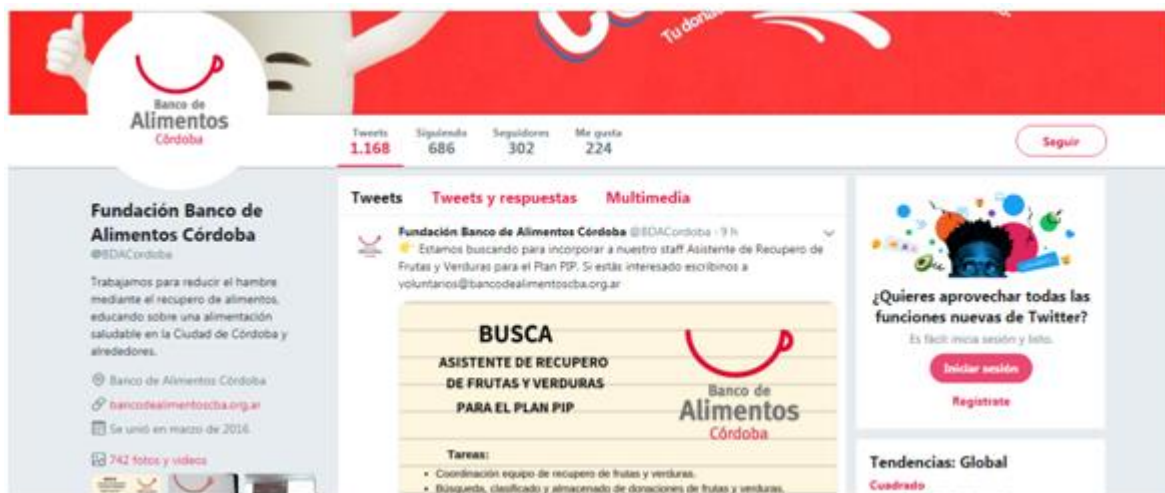 Tu dona
Banco de
Alimentos
Córdoba
Tweets
1.168
Siguiendo
686
Seguidores
302
Me gusta
224
Seguir
Fundación Banco de
Alimentos Córdoba
@BDACordoba
Trabajamos para reducir el hambre
mediante el recupero de alimentos,
educando sobre una alimentación
saludable en la Ciudad de Córdoba y
alrededores.
Banco de Alimentos Córdoba
bancodealimentoscba.org.ar
Se unió en marzo de 2016
742 fotos y videos
Tweets Tweets y respuestas Multimedia
Fundación Banco de Alimentos Córdoba @BDACordoba · 9 h
Estamos buscando para incorporar a nuestro staff Asistente de Recupero de
Frutas y Verduras para el Plan PIP. Si estás interesado escribinos a
voluntarios@bancodealimentoscba.org.ar
BUSCA
ASISTENTE DE RECUPERO
DE FRUTAS Y VERDURAS
PARA EL PLAN PIP
Banco de
Alimentos
Córdoba
Tareas:
• Coordinación equipo de recupero de frutas y verduras.
• Búsqueda, clasificado y almacenado de donaciones de frutas y verduras.
¿Quieres aprovechar todas las
funciones nuevas de Twitter?
Es fácil: inicia sesión y listo.
Iniciar sesión
Regístrate
Tendencias: Global
Cuadrado